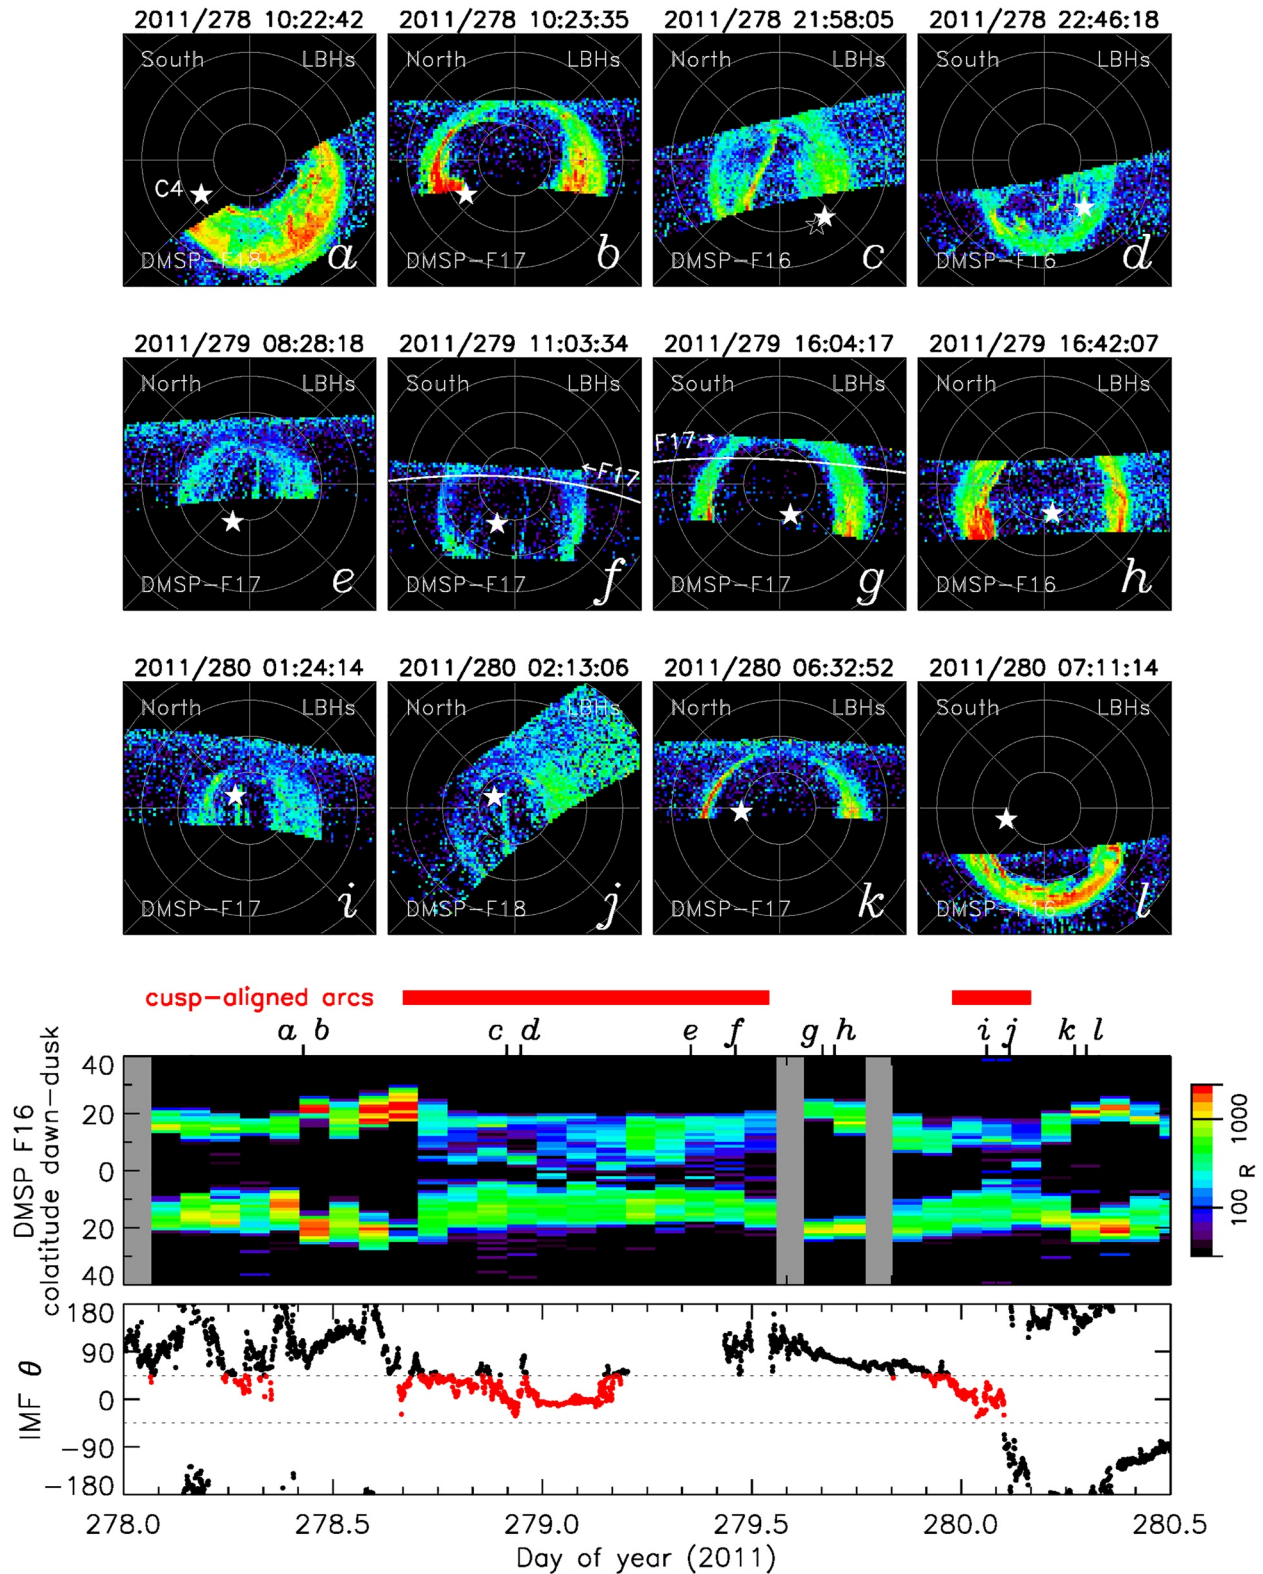 2011/278 10:22:42 2011/278 10:23:35 2011/278 21:58:05 2011/278 22:46:18
South LBHs North LBHs North LBHs South LBHs
C4
DMSP-F18 a DMSP-F17 b DMSP-F16 c DMSP-F16 d
2011/279 08:28:18 2011/279 11:03:34 2011/279 16:04:17 2011/279 16:42:07
North LBHs South LBHs South LBHs North LBHs
←F17 F17→
DMSP-F17 e DMSP-F17 f DMSP-F17 g DMSP-F16 h
2011/280 01:24:14 2011/280 02:13:06 2011/280 06:32:52 2011/280 07:11:14
North LBHs North LBHs North LBHs South LBHs
DMSP-F17 i DMSP-F18 j DMSP-F17 k DMSP-F16 l
cusp-aligned arcs
a b c d e f g h i j k l
DMSP F16
colatitude dawn-dusk
40
20
0
20
40
1000
100
R
IMF θ
180
90
0
-90
-180
278.0 278.5 279.0 279.5 280.0 280.5
Day of year (2011)